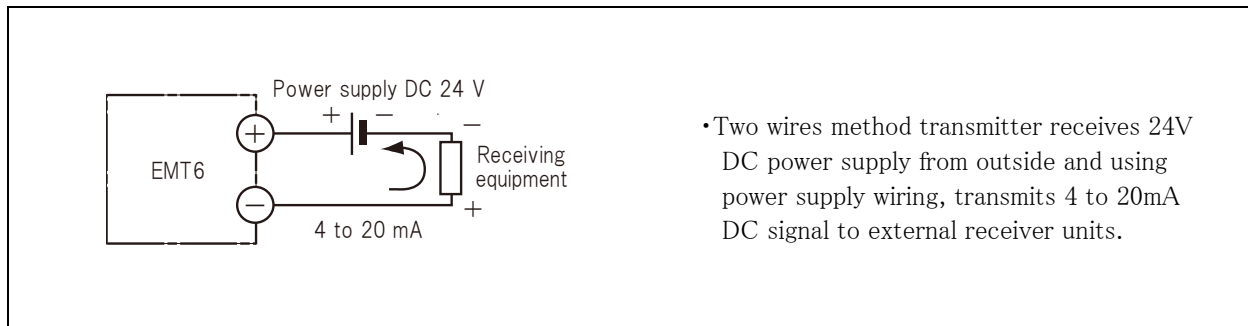 Power supply DC 24 V
+ −
−
+
EMT6
Receiving
equipment
−
+
4 to 20 mA
・Two wires method transmitter receives 24V
DC power supply from outside and using
power supply wiring, transmits 4 to 20mA
DC signal to external receiver units.